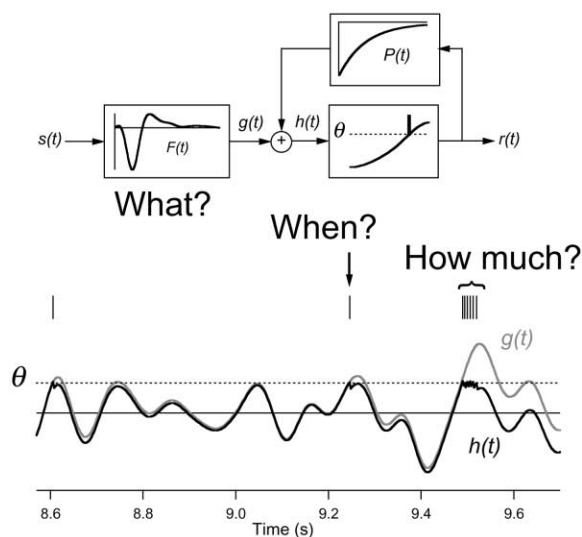 P(t)
s(t)
F(t)
g(t)
h(t)
θ
r(t)
What?
When?
How much?
g(t)
θ
h(t)
8.6 8.8 9.0 9.2 9.4 9.6
Time (s)